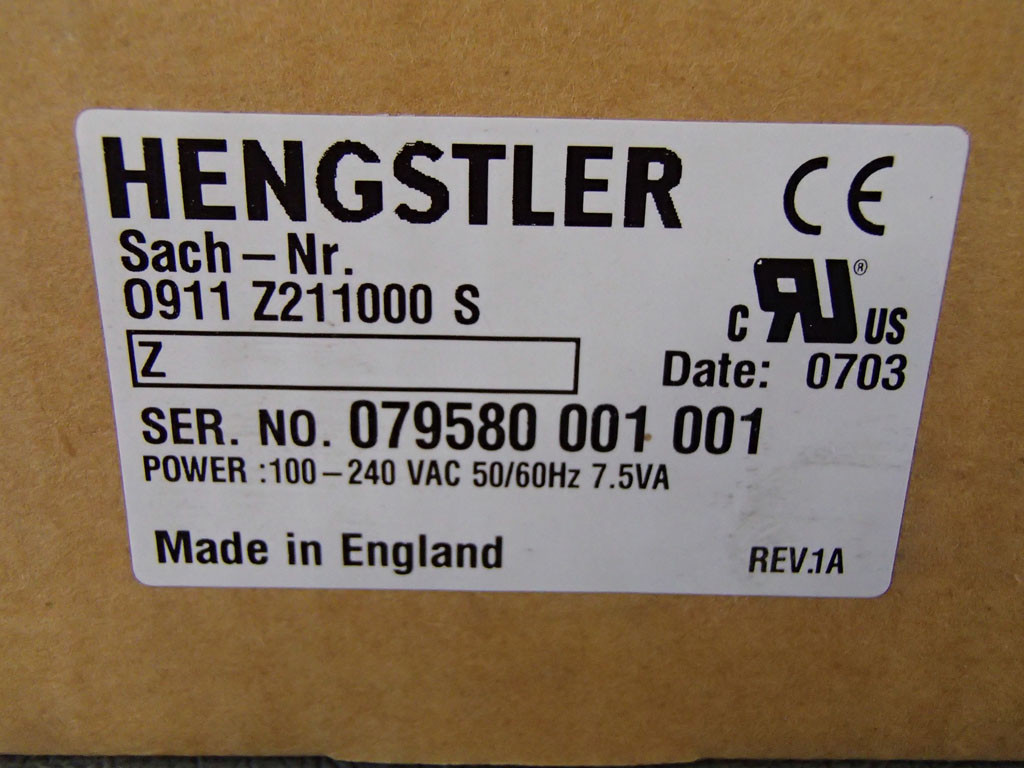 HENGSTLER
CE
Sach-Nr.
0911 Z211000 S
c RU® US
Z
Date: 0703
SER. NO. 079580 001 001
POWER :100-240 VAC 50/60Hz 7.5VA
Made in England
REV.1A